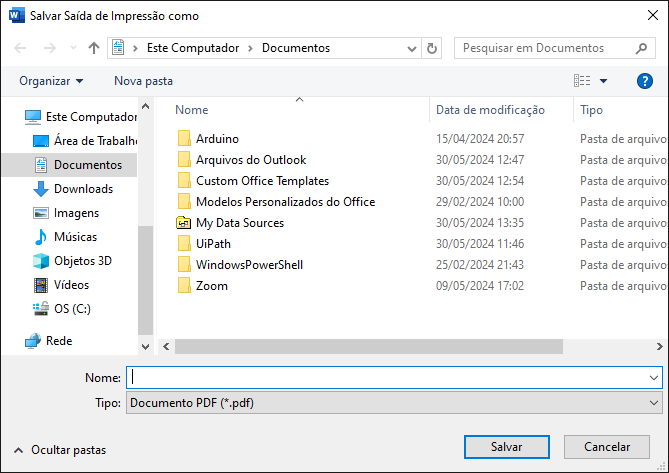 Salvar Saída de Impressão como
Este Computador > Documentos
Pesquisar em Documentos
Organizar
Nova pasta
Este Computador
Área de Trabalho
Documentos
Downloads
Imagens
Músicas
Objetos 3D
Vídeos
OS (C:)
Rede
Nome Data de modificação Tipo
Arduino 15/04/2024 20:57 Pasta de arquivo
Arquivos do Outlook 30/05/2024 12:47 Pasta de arquivo
Custom Office Templates 30/05/2024 12:54 Pasta de arquivo
Modelos Personalizados do Office 29/02/2024 10:00 Pasta de arquivo
My Data Sources 30/05/2024 13:35 Pasta de arquivo
UiPath 30/05/2024 11:46 Pasta de arquivo
WindowsPowerShell 25/02/2024 21:43 Pasta de arquivo
Zoom 09/05/2024 17:02 Pasta de arquivo
Nome:
Tipo: Documento PDF (*.pdf)
Ocultar pastas
Salvar
Cancelar